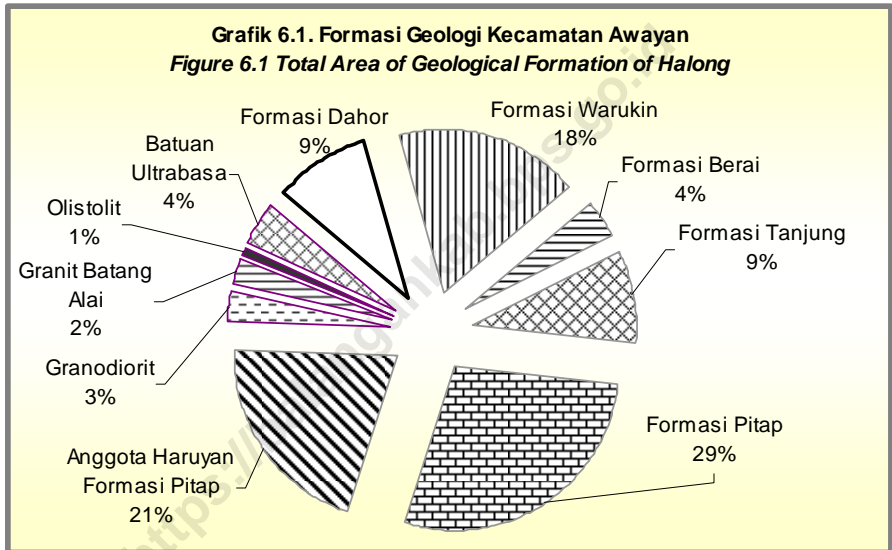 Grafik 6.1. Formasi Geologi Kecamatan Awayan
Figure 6.1 Total Area of Geological Formation of Halong
Formasi Dahor
9%
Formasi Warukin
18%
Batuan
Ultrabasa
4%
Formasi Berai
4%
Olistolit
1%
Formasi Tanjung
9%
Granit Batang
Alai
2%
Granodiorit
3%
Formasi Pitap
29%
Anggota Haruyan
Formasi Pitap
21%